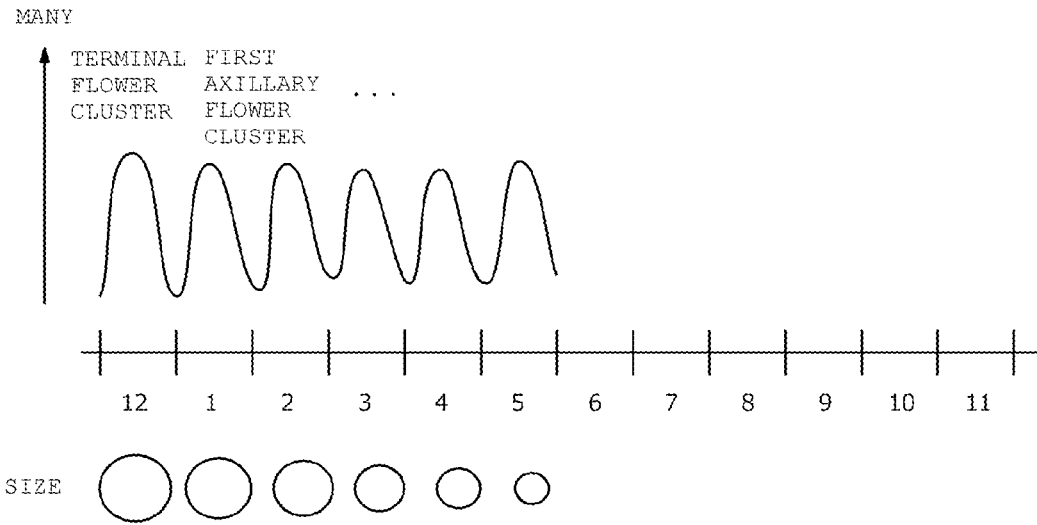 MANY
TERMINAL FIRST
FLOWER AXILLARY ...
CLUSTER FLOWER
CLUSTER
12 1 2 3 4 5 6 7 8 9 10 11
SIZE